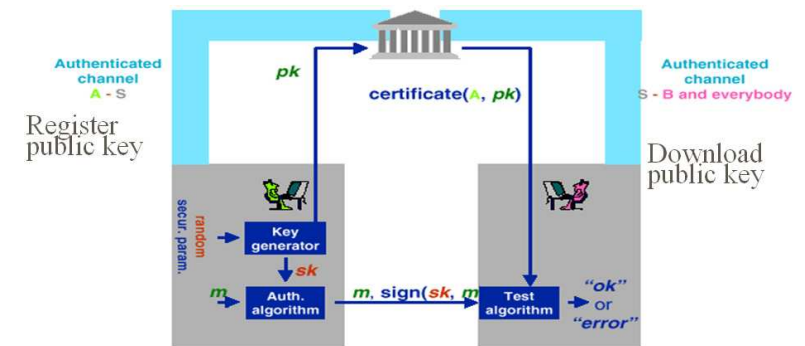 Authenticated
channel
A - S
Register
public key
pk
certificate(A, pk)
Authenticated
channel
S - B and everybody
Download
public key
random
secur. param.
Key
generator
sk
m
Auth.
algorithm
m, sign(sk, m
Test
algorithm
“ok”
or
“error”